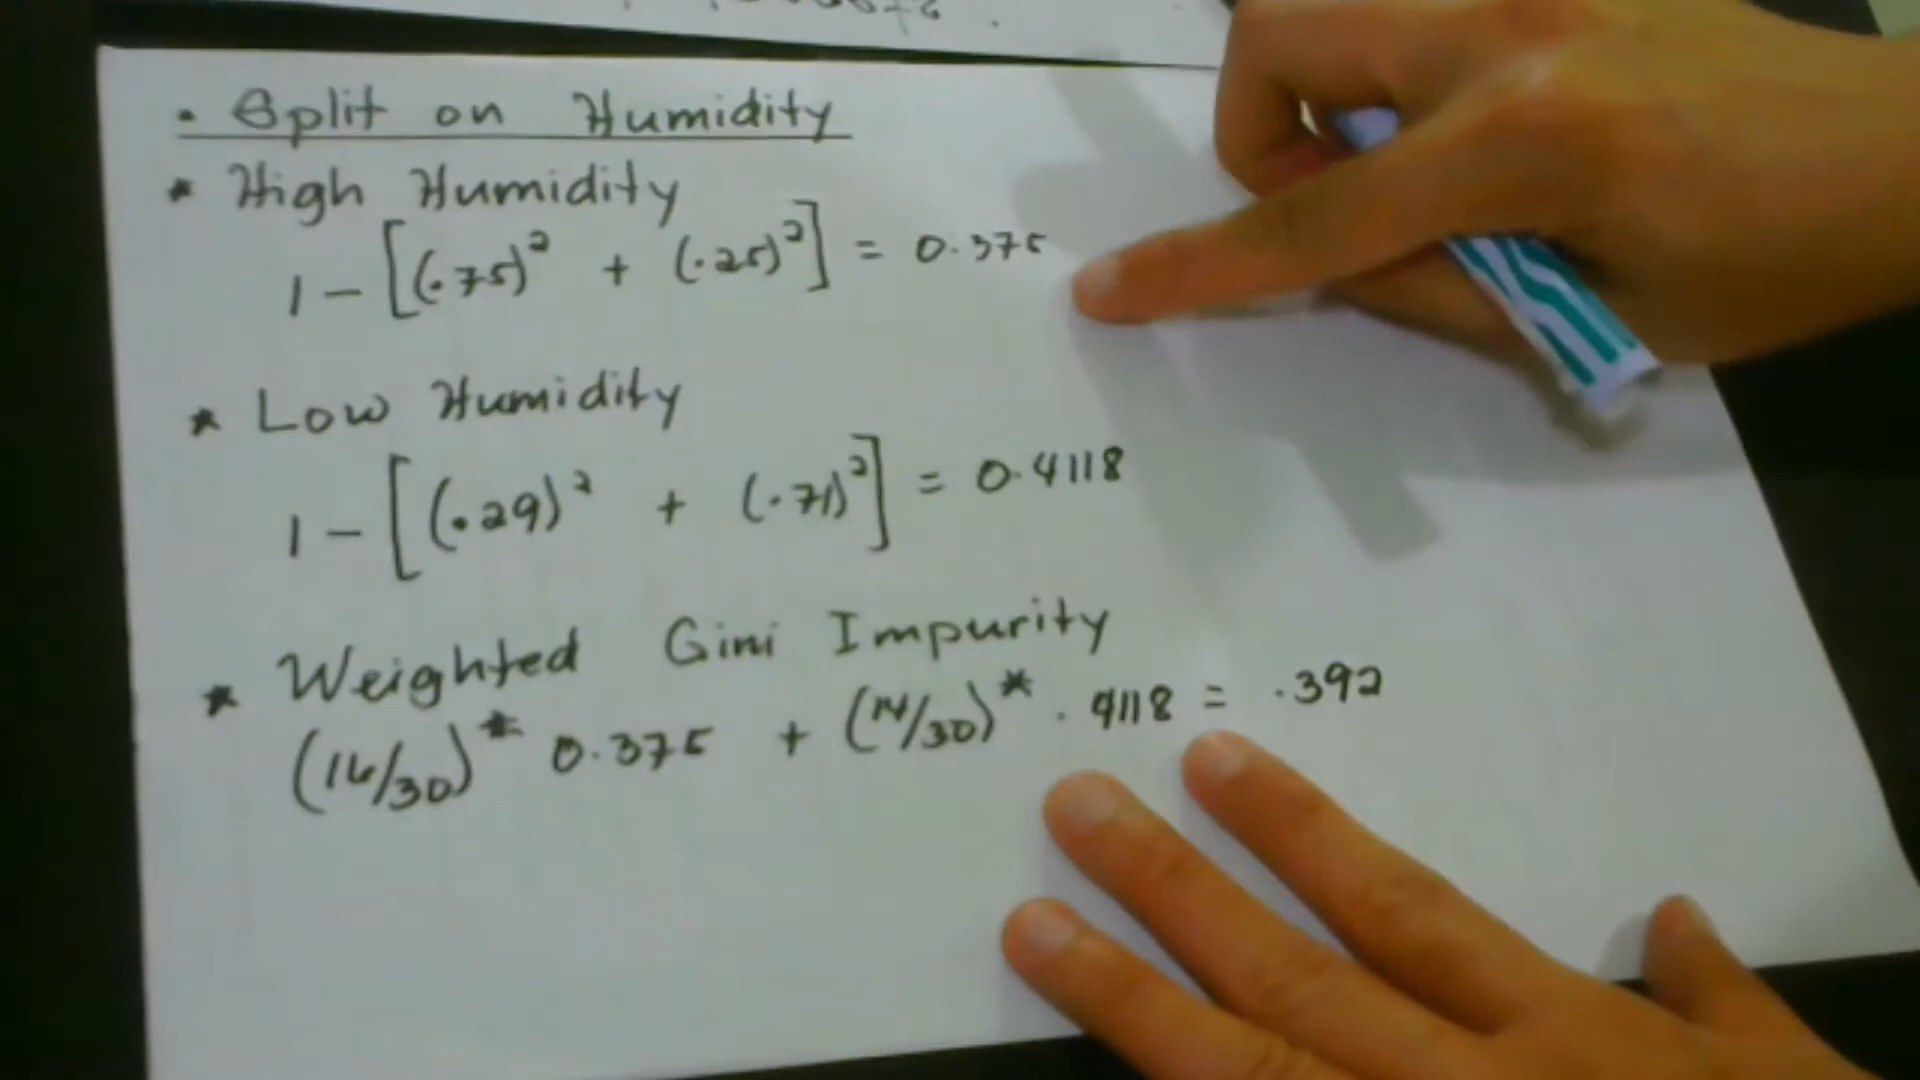 • Split on Humidity
* High Humidity
1 - [(.75)² + (.25)²] = 0.375
* Low Humidity
1 - [(.29)² + (.71)²] = 0.4118
* Weighted Gini Impurity
(16/30)* 0.375 + (14/30)* .4118 = .392